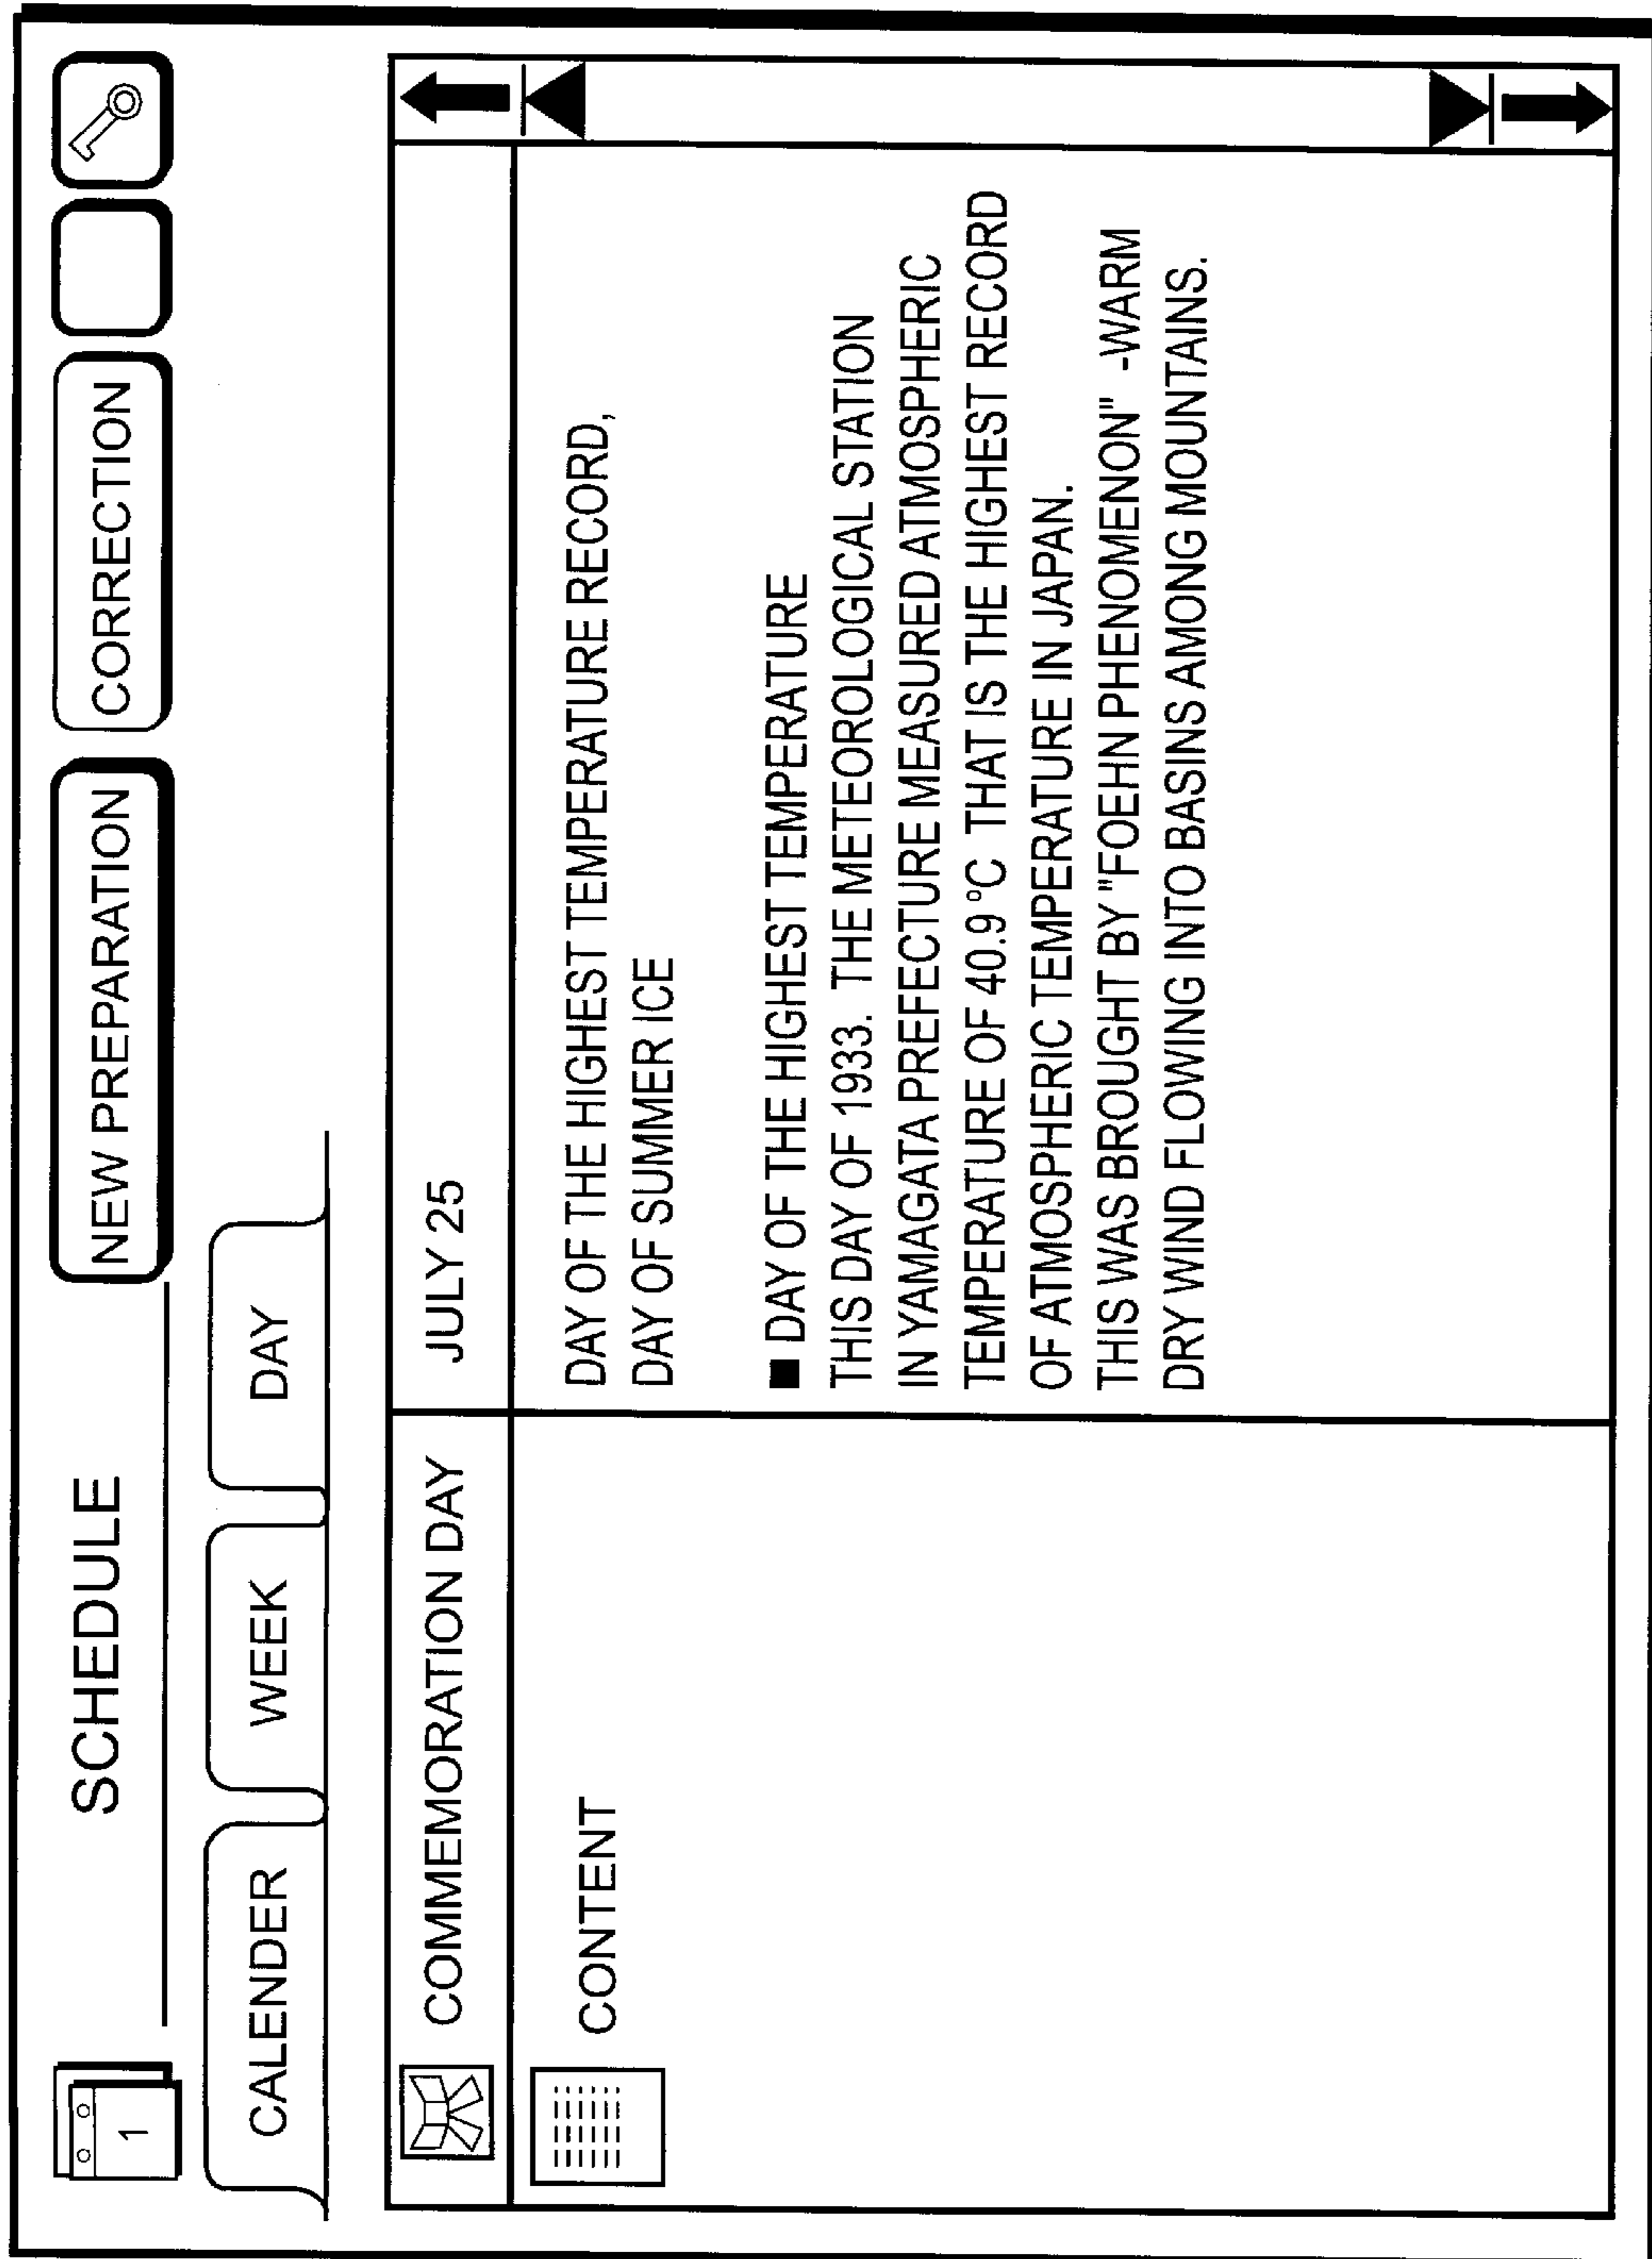 1
SCHEDULE
NEW PREPARATION
CORRECTION
CALENDER
WEEK
DAY
COMMEMORATION DAY
JULY 25
CONTENT
DAY OF THE HIGHEST TEMPERATURE RECORD,
DAY OF SUMMER ICE
■ DAY OF THE HIGHEST TEMPERATURE
THIS DAY OF 1933. THE METEOROLOGICAL STATION
IN YAMAGATA PREFECTURE MEASURED ATMOSPHERIC
TEMPERATURE OF 40.9 °C THAT IS THE HIGHEST RECORD
OF ATMOSPHERIC TEMPERATURE IN JAPAN.
THIS WAS BROUGHT BY "FOEHN PHENOMENON" -WARM
DRY WIND FLOWING INTO BASINS AMONG MOUNTAINS.